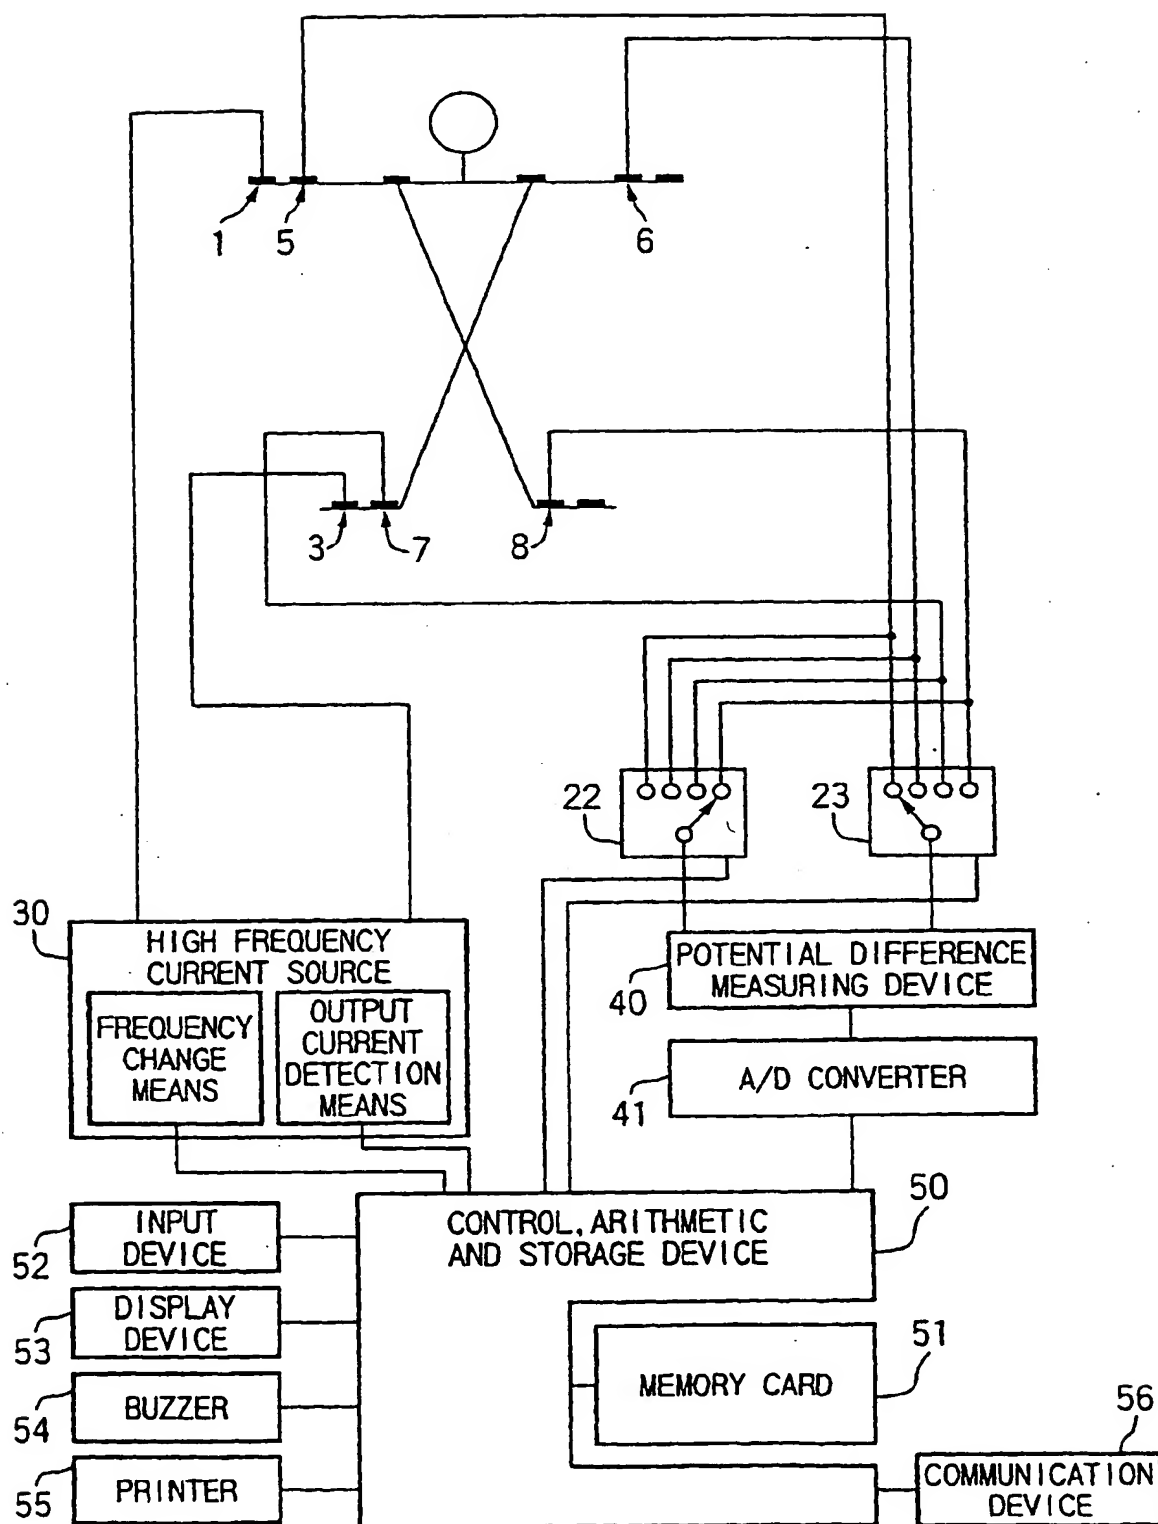 1
5
6
3
7
8
22
23
30
HIGH FREQUENCY
CURRENT SOURCE
FREQUENCY
CHANGE
MEANS
OUTPUT
CURRENT
DETECTION
MEANS
POTENTIAL DIFFERENCE
MEASURING DEVICE
40
A/D CONVERTER
41
50
CONTROL, ARITHMETIC
AND STORAGE DEVICE
INPUT
DEVICE
52
DISPLAY
DEVICE
53
51
MEMORY CARD
BUZZER
54
56
PRINTER
55
COMMUNICATION
DEVICE